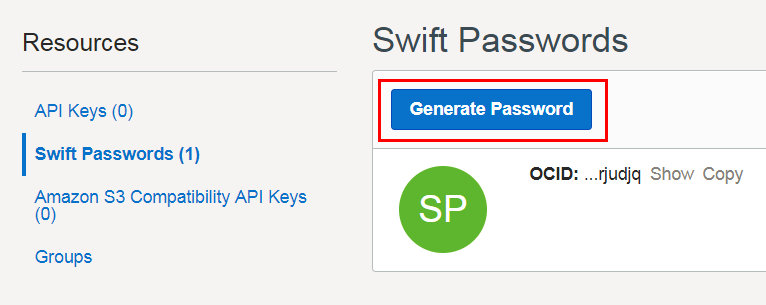 Resources
API Keys (0)
Swift Passwords (1)
Amazon S3 Compatibility API Keys
(0)
Groups
Swift Passwords
Generate Password
SP
OCID: ...rjudjq Show Copy